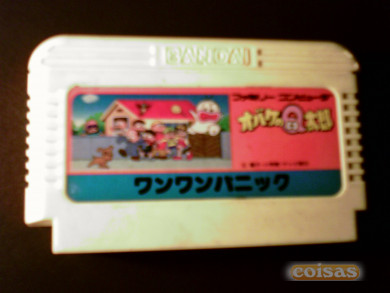 BANDAI
ファミリーコンピュータ
オバケのQ太郎
ワンワンパニック
coisas